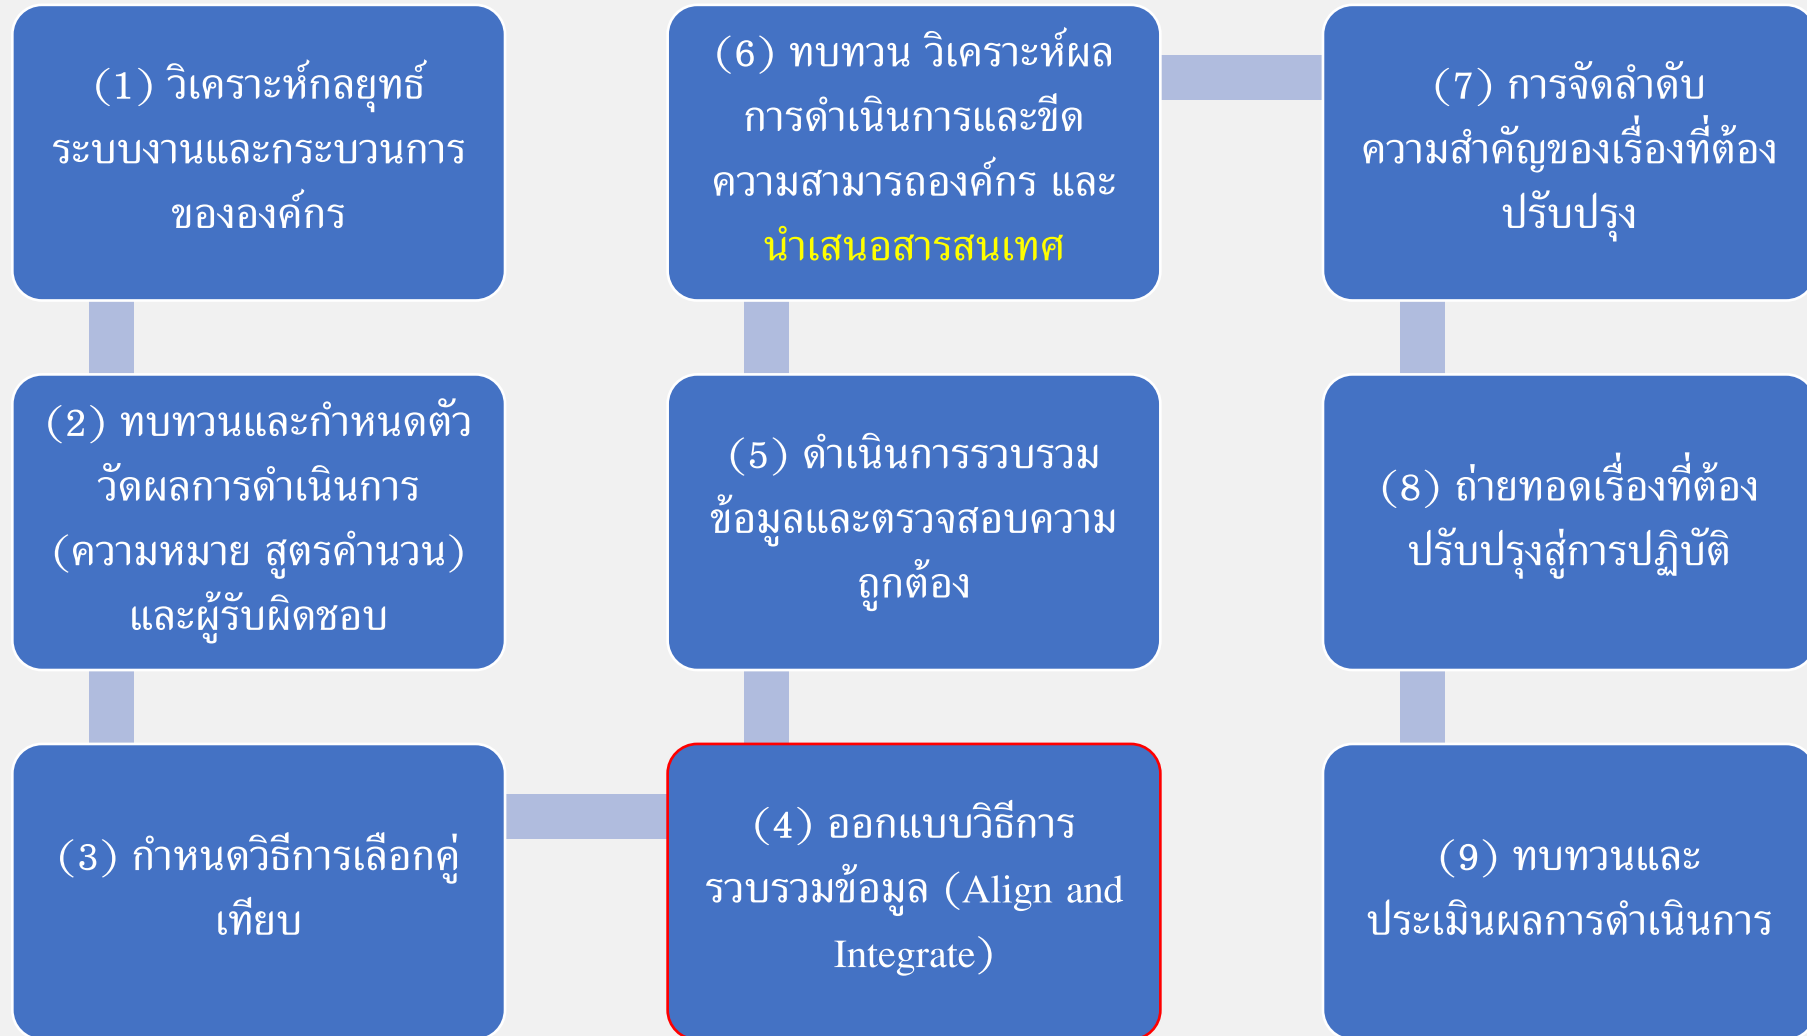 (1) วิเคราะห์กลยุทธ์
ระบบงานและกระบวนการ
ขององค์กร
(2) ทบทวนและกำหนดตัว
วัดผลการดำเนินการ
(ความหมาย สูตรคำนวน)
และผู้รับผิดชอบ
(3) กำหนดวิธีการเลือกคู่
เทียบ
(4) ออกแบบวิธีการ
รวบรวมข้อมูล (Align and
Integrate)
(5) ดำเนินการรวบรวม
ข้อมูลและตรวจสอบความ
ถูกต้อง
(6) ทบทวน วิเคราะห์ผล
การดำเนินการและขีด
ความสามารถองค์กร และ
นำเสนอสารสนเทศ
(7) การจัดลำดับ
ความสำคัญของเรื่องที่ต้อง
ปรับปรุง
(8) ถ่ายทอดเรื่องที่ต้อง
ปรับปรุงสู่การปฏิบัติ
(9) ทบทวนและ
ประเมินผลการดำเนินการ